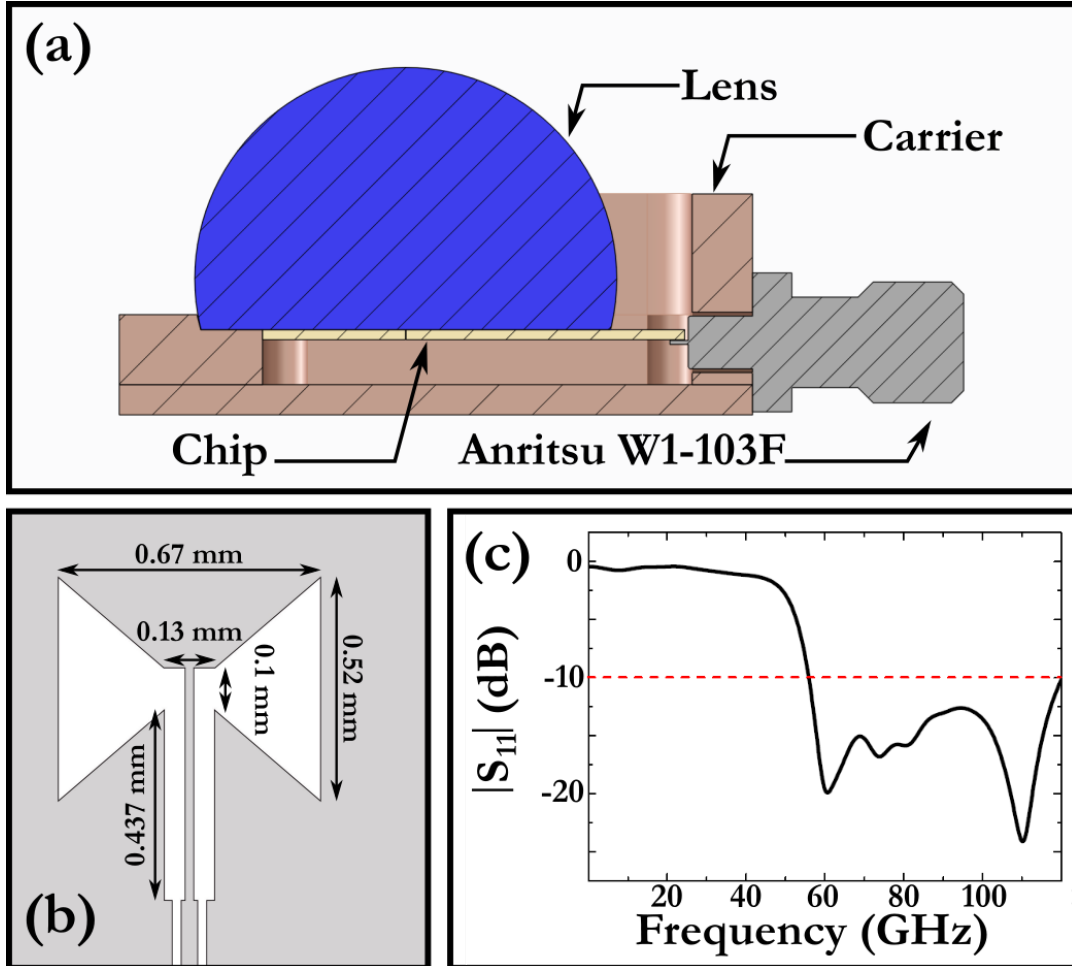 (a)
Lens
Carrier
Chip
Anritsu W1-103F
(b)
0.67 mm
0.13 mm
0.1 mm
0.52 mm
0.437 mm
(c)
|S11| (dB)
0
-10
-20
20 40 60 80 100
Frequency (GHz)